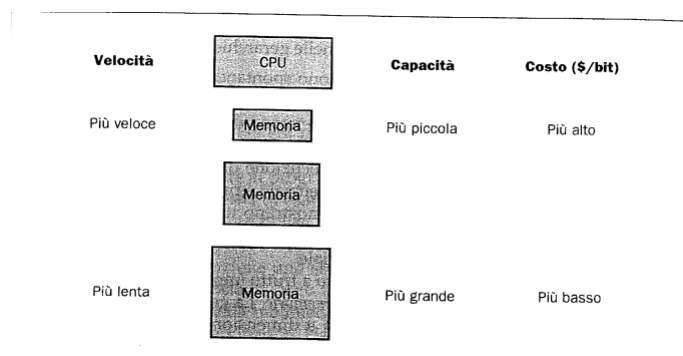 Velocità CPU Capacità Costo ($/bit)
Più veloce Memoria Più piccola Più alto
Memoria
Più lenta Memoria Più grande Più basso